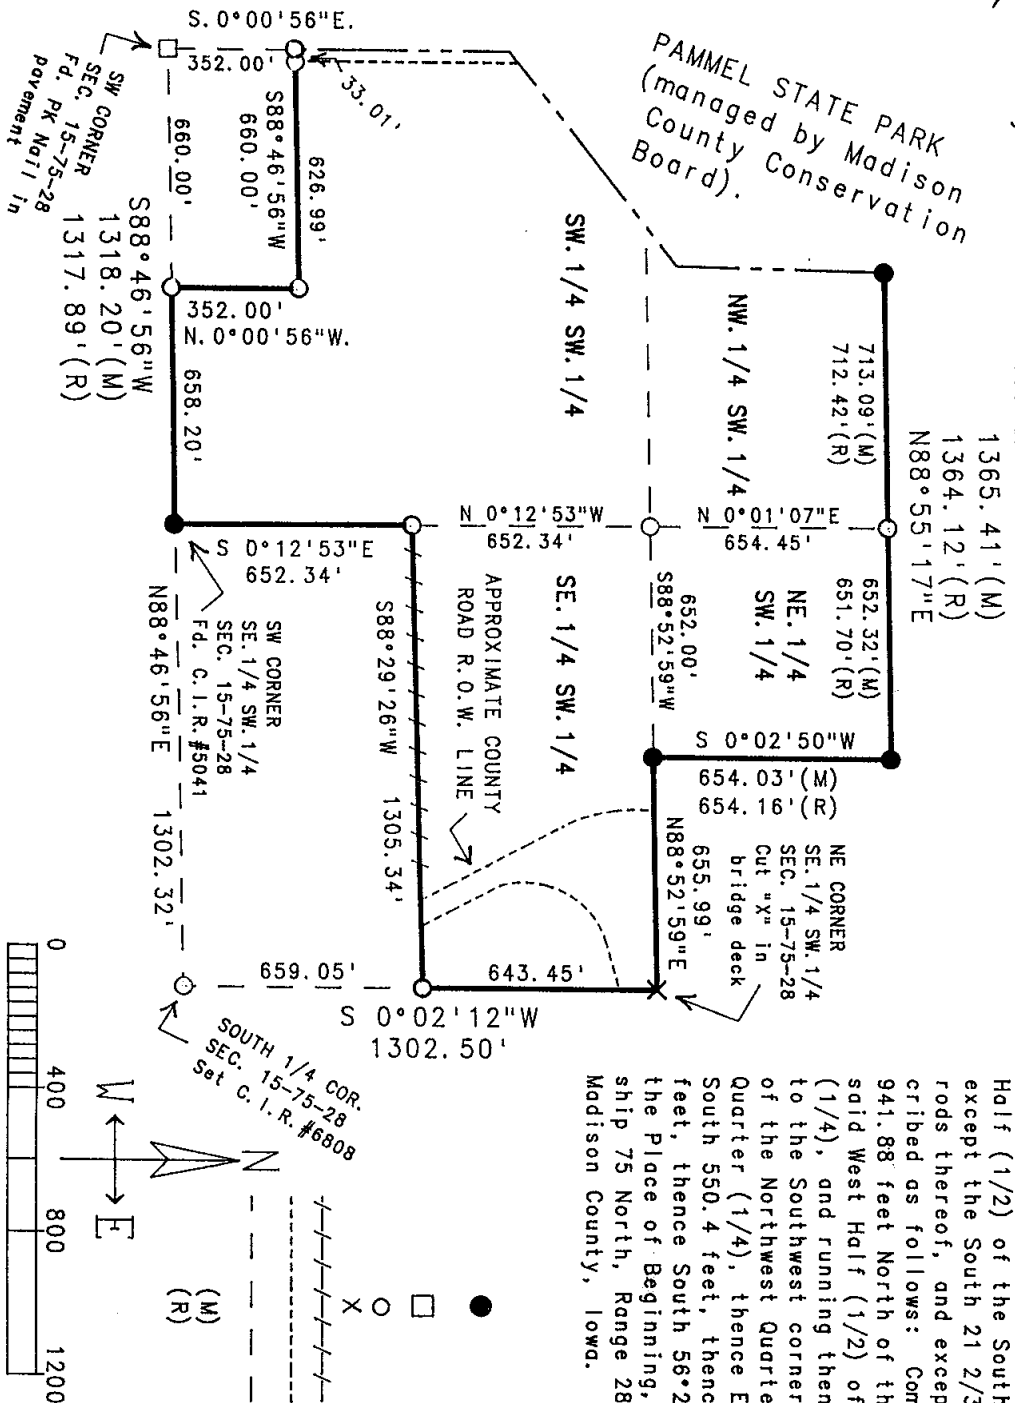 S. 0°00'56"E.
352.00'
33.01'
SW CORNER
SEC. 15-75-28
Fd. PK Nail in
pavement
660.00'
S88°46'56"W
660.00'
626.99'
S88°46'56"W
1318.20'(M)
1317.89'(R)
352.00'
N.0°00'56"W.
658.20'
PAMMEL STATE PARK
(managed by Madison
County Conservation
Board).
SW.1/4 SW.1/4
NW.1/4 SW.1/4
713.09'(M)
712.42'(R)
1365.41'(M)
1364.12'(R)
N88°55'17"E
N 0°12'53"W
652.34'
N 0°01'07"E
654.45'
S 0°12'53"E
652.34'
652.32'(M)
651.70'(R)
NE.1/4
SW.1/4
652.00'
S88°52'59"W
SE.1/4 SW.1/4
APPROXIMATE COUNTY
ROAD R.O.W. LINE
S88°29'26"W
1305.34'
SW CORNER
SE.1/4 SW.1/4
SEC. 15-75-28
Fd. C.I.R.#5041
N88°46'56"E
1302.32'
S 0°02'50"W
654.03'(M)
654.16'(R)
NE CORNER
SE.1/4 SW.1/4
SEC. 15-75-28
Cut "X" in
bridge deck
655.99'
N88°52'59"E
659.05'
643.45'
S 0°02'12"W
1302.50'
SOUTH 1/4 COR.
SEC. 15-75-28
Set C.I.R.#6808
Half (1/2) of the South
except the South 21 2/3
rods thereof, and excep
cribed as follows: Com
941.88 feet North of th
said West Half (1/2) of
(1/4), and running then
to the Southwest corner
of the Northwest Quarte
Quarter (1/4), thence E
South 550.4 feet, thenc
feet, thence South 56°2
the Place of Beginning,
ship 75 North, Range 28
Madison County, Iowa.
W
E
N
X
(M)
(R)
0
400
800
1200